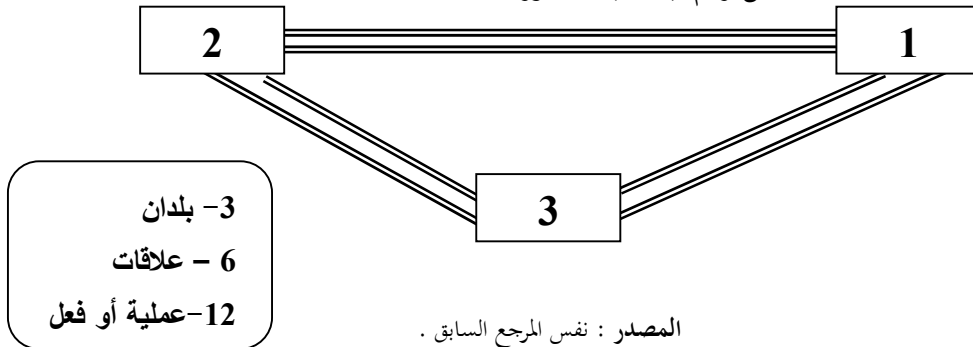 2
1
3
3- بلدان
6 – علاقات
12-عملية أو فعل
المصدر : نفس المرجع السابق .